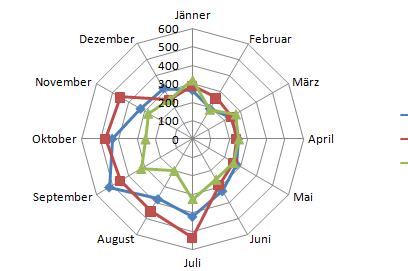 Jänner
600
Dezember
Februar
500
400
November
März
300
200
100
Oktober
0
April
September
Mai
August
Juni
Juli